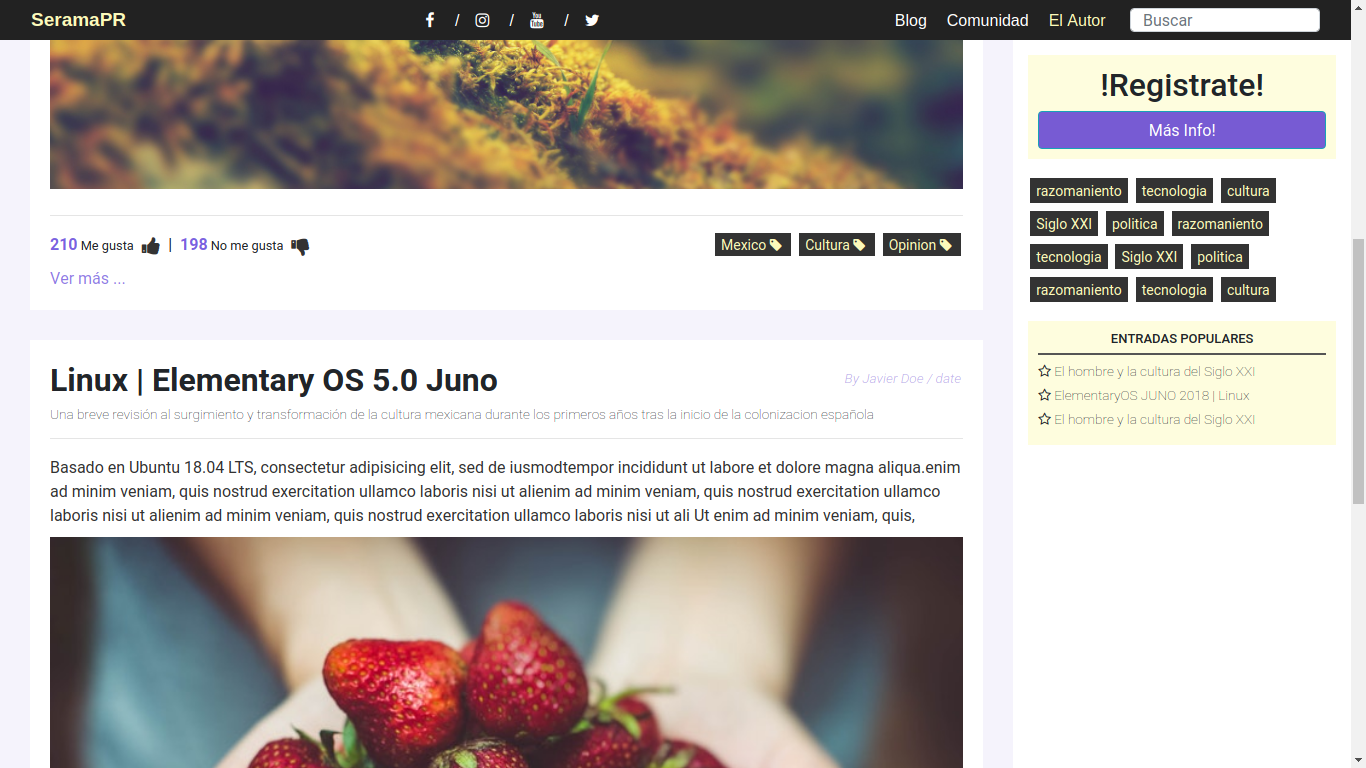 SeramaPR / / / Blog Comunidad El Autor Buscar
210 Me gusta | 198 No me gusta Mexico Cultura Opinion
Ver más ...
Linux | Elementary OS 5.0 Juno
By Javier Doe / date
Una breve revisión al surgimiento y transformación de la cultura mexicana durante los primeros años tras la inicio de la colonizacion española
Basado en Ubuntu 18.04 LTS, consectetur adipisicing elit, sed de iusmodtempor incididunt ut labore et dolore magna aliqua.enim
ad minim veniam, quis nostrud exercitation ullamco laboris nisi ut alienim ad minim veniam, quis nostrud exercitation ullamco
laboris nisi ut alienim ad minim veniam, quis nostrud exercitation ullamco laboris nisi ut ali Ut enim ad minim veniam, quis,
!Registrate!
Más Info!
razomaniento tecnologia cultura
Siglo XXI politica razomaniento
tecnologia Siglo XXI politica
razomaniento tecnologia cultura
ENTRADAS POPULARES
El hombre y la cultura del Siglo XXI
ElementaryOS JUNO 2018 | Linux
El hombre y la cultura del Siglo XXI